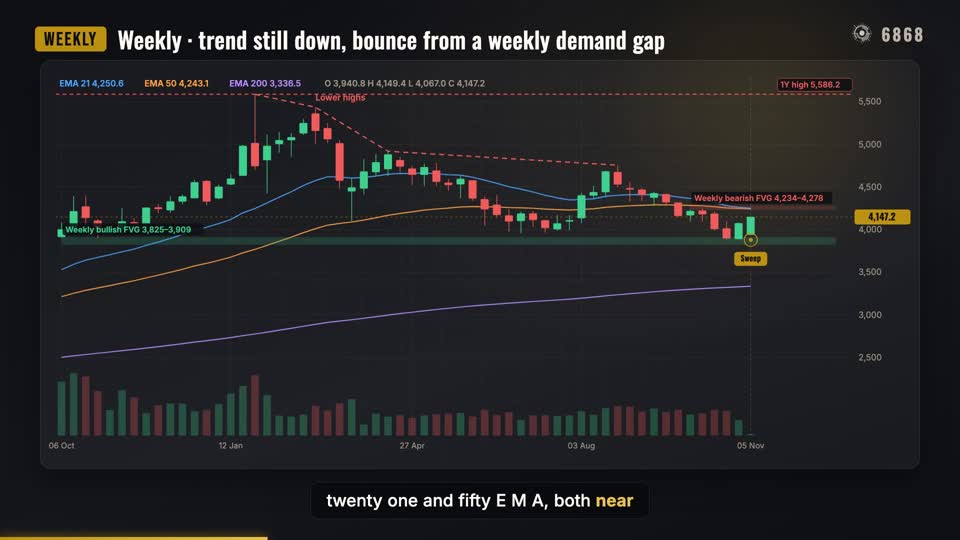 WEEKLY Weekly · trend still down, bounce from a weekly demand gap 6868
EMA 21 4,250.6 EMA 50 4,243.1 EMA 200 3,336.5 O 3,940.8 H 4,149.4 L 4,067.0 C 4,147.2
1Y high 5,586.2
Lower highs
5,500
5,000
4,500
Weekly bearish FVG 4,234–4,278
4,147.2
Weekly bullish FVG 3,825–3,909
4,000
Sweep
3,500
3,000
2,500
06 Oct 12 Jan 27 Apr 03 Aug 05 Nov
twenty one and fifty E M A, both near